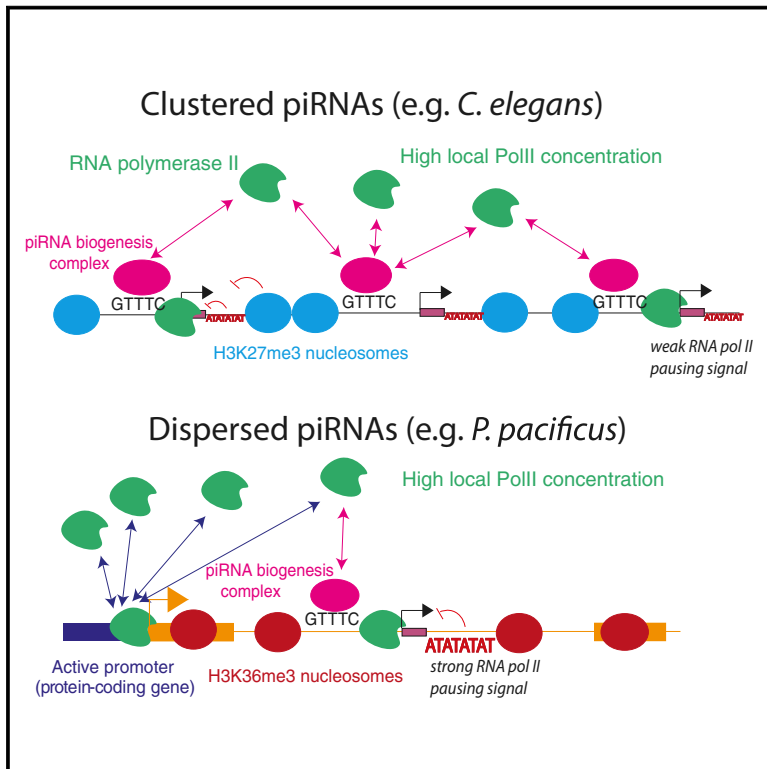 Clustered piRNAs (e.g. C. elegans)
RNA polymerase II
High local PolII concentration
piRNA biogenesis
complex
GTTTC
GTTTC
GTTTC
ATATATAT
ATATATAT
ATATATAT
H3K27me3 nucleosomes
weak RNA pol II
pausing signal
Dispersed piRNAs (e.g. P. pacificus)
High local PolII concentration
piRNA biogenesis
complex
GTTTC
ATATATAT
Active promoter
(protein-coding gene)
H3K36me3 nucleosomes
strong RNA pol II
pausing signal